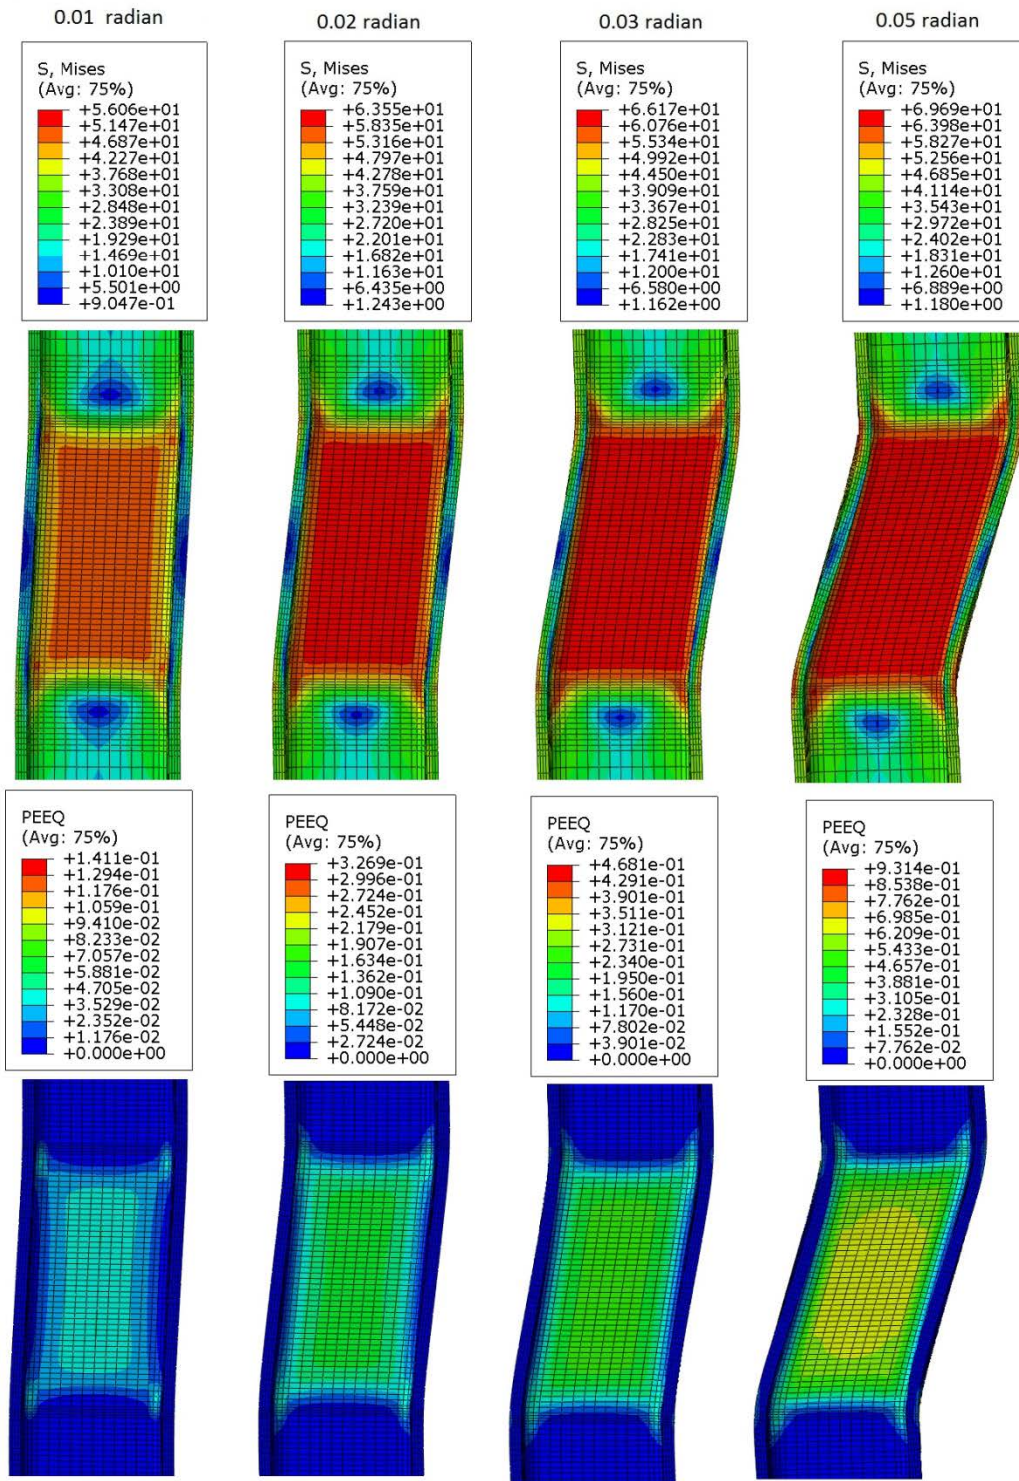 0.01 radian
0.02 radian
0.03 radian
0.05 radian
S, Mises
(Avg: 75%)
+5.606e+01
+5.147e+01
+4.687e+01
+4.227e+01
+3.768e+01
+3.308e+01
+2.848e+01
+2.389e+01
+1.929e+01
+1.469e+01
+1.010e+01
+5.501e+00
+9.047e-01
S, Mises
(Avg: 75%)
+6.355e+01
+5.835e+01
+5.316e+01
+4.797e+01
+4.278e+01
+3.759e+01
+3.239e+01
+2.720e+01
+2.201e+01
+1.682e+01
+1.163e+01
+6.435e+00
+1.243e+00
S, Mises
(Avg: 75%)
+6.617e+01
+6.076e+01
+5.534e+01
+4.992e+01
+4.450e+01
+3.909e+01
+3.367e+01
+2.825e+01
+2.283e+01
+1.741e+01
+1.200e+01
+6.580e+00
+1.162e+00
S, Mises
(Avg: 75%)
+6.969e+01
+6.398e+01
+5.827e+01
+5.256e+01
+4.685e+01
+4.114e+01
+3.543e+01
+2.972e+01
+2.402e+01
+1.831e+01
+1.260e+01
+6.889e+00
+1.180e+00
PEEQ
(Avg: 75%)
+1.411e-01
+1.294e-01
+1.176e-01
+1.059e-01
+9.410e-02
+8.233e-02
+7.057e-02
+5.881e-02
+4.705e-02
+3.529e-02
+2.352e-02
+1.176e-02
+0.000e+00
PEEQ
(Avg: 75%)
+3.269e-01
+2.996e-01
+2.724e-01
+2.452e-01
+2.179e-01
+1.907e-01
+1.634e-01
+1.362e-01
+1.090e-01
+8.172e-02
+5.448e-02
+2.724e-02
+0.000e+00
PEEQ
(Avg: 75%)
+4.681e-01
+4.291e-01
+3.901e-01
+3.511e-01
+3.121e-01
+2.731e-01
+2.340e-01
+1.950e-01
+1.560e-01
+1.170e-01
+7.802e-02
+3.901e-02
+0.000e+00
PEEQ
(Avg: 75%)
+9.314e-01
+8.538e-01
+7.762e-01
+6.985e-01
+6.209e-01
+5.433e-01
+4.657e-01
+3.881e-01
+3.105e-01
+2.328e-01
+1.552e-01
+7.762e-02
+0.000e+00